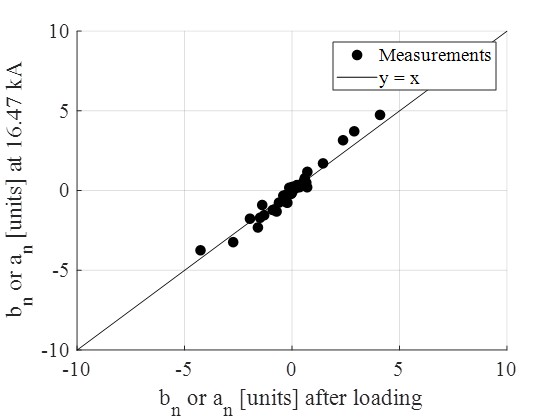 b_n or a_n [units] at 16.47 kA
10
5
0
-5
-10
Measurements
y = x
-10 -5 0 5 10
b_n or a_n [units] after loading